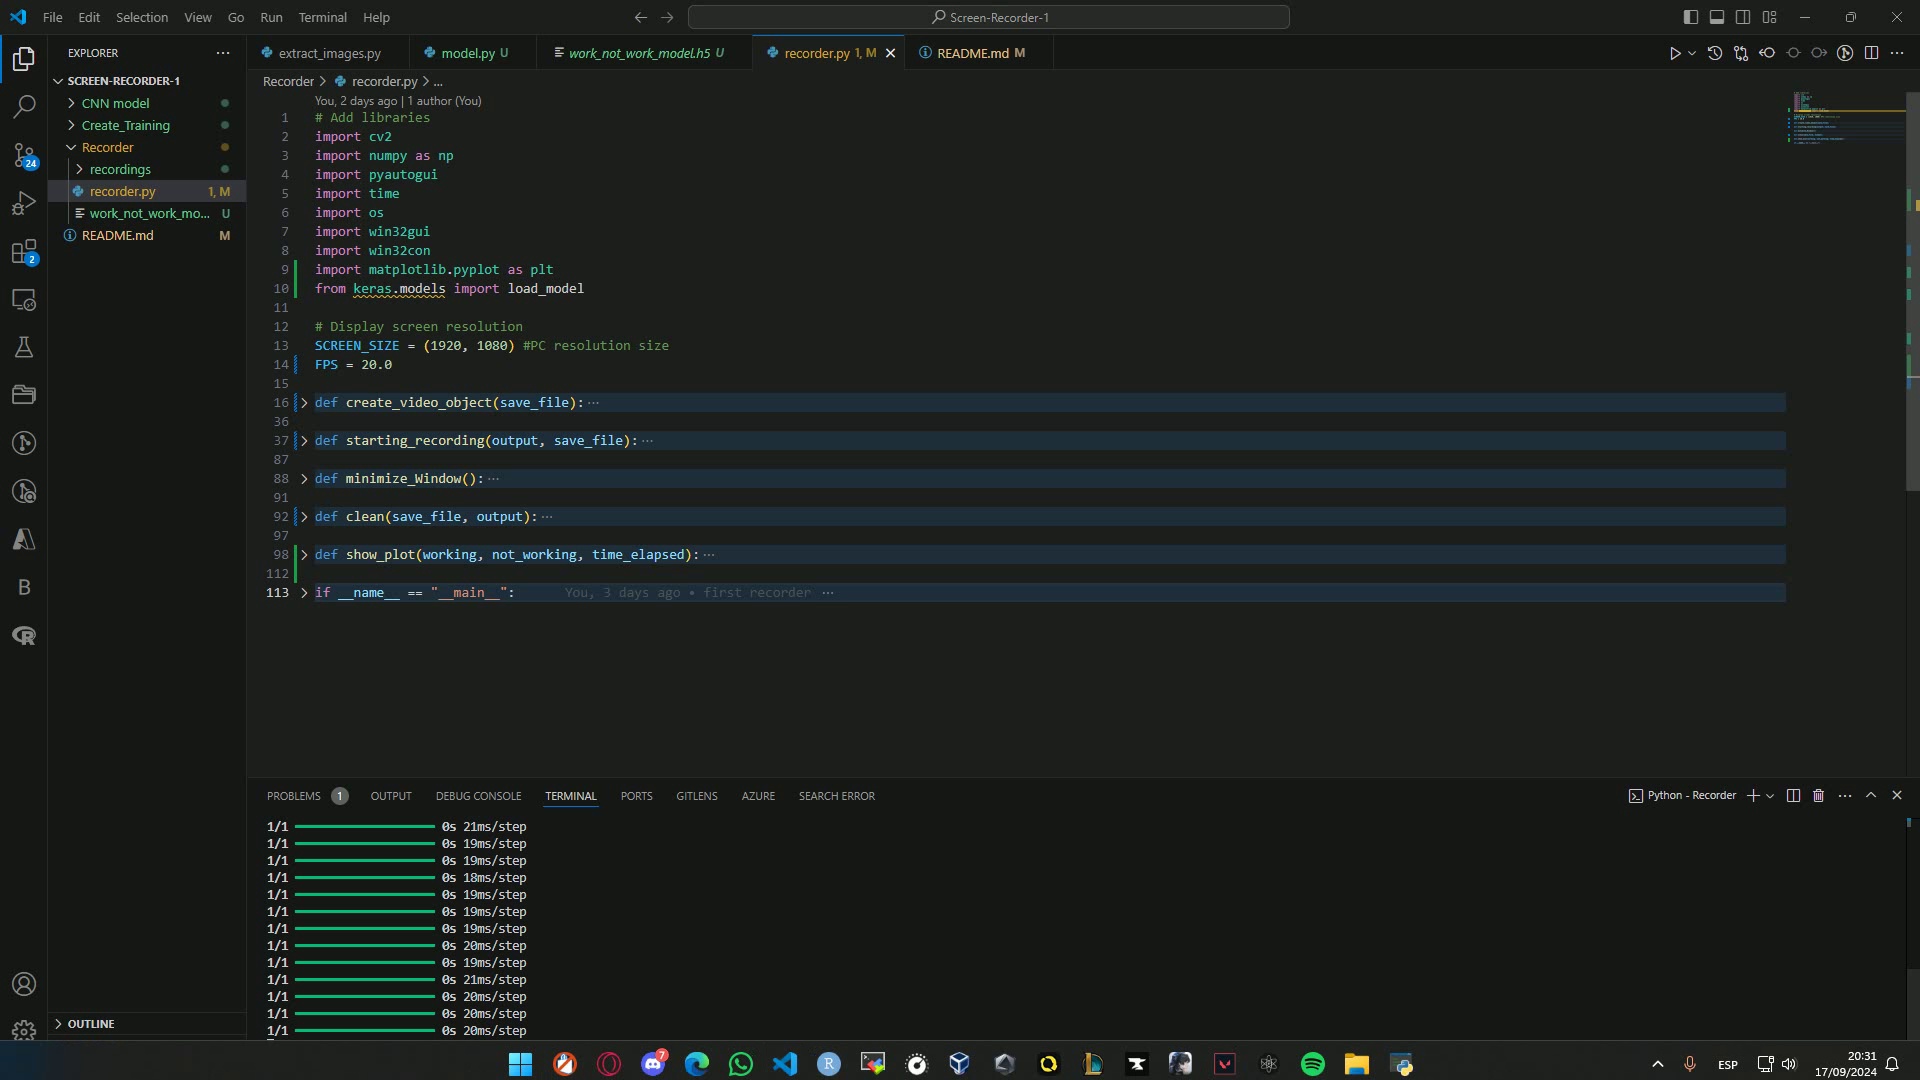 File Edit Selection View Go Run Terminal Help
Screen-Recorder-1
EXPLORER
SCREEN-RECORDER-1
CNN model
Create_Training
Recorder
recordings
recorder.py 1, M
work_not_work_mo... U
README.md M
OUTLINE
24
2
B
extract_images.py
model.py U
work_not_work_model.h5 U
recorder.py 1, M
README.md M
Recorder > recorder.py > ...
You, 2 days ago | 1 author (You)
1 # Add libraries
2 import cv2
3 import numpy as np
4 import pyautogui
5 import time
6 import os
7 import win32gui
8 import win32con
9 import matplotlib.pyplot as plt
10 from keras.models import load_model
11
12 # Display screen resolution
13 SCREEN_SIZE = (1920, 1080) #PC resolution size
14 FPS = 20.0
15
16 def create_video_object(save_file):···
36
37 def starting_recording(output, save_file):···
87
88 def minimize_Window():···
91
92 def clean(save_file, output):···
97
98 def show_plot(working, not_working, time_elapsed):···
112
113 if __name__ == "__main__": You, 3 days ago • first recorder ···
PROBLEMS 1 OUTPUT DEBUG CONSOLE TERMINAL PORTS GITLENS AZURE SEARCH ERROR
Python - Recorder
1/1 0s 21ms/step
1/1 0s 19ms/step
1/1 0s 19ms/step
1/1 0s 18ms/step
1/1 0s 19ms/step
1/1 0s 19ms/step
1/1 0s 19ms/step
1/1 0s 20ms/step
1/1 0s 19ms/step
1/1 0s 21ms/step
1/1 0s 20ms/step
1/1 0s 20ms/step
1/1 0s 20ms/step
7
R
ESP
20:31
17/09/2024